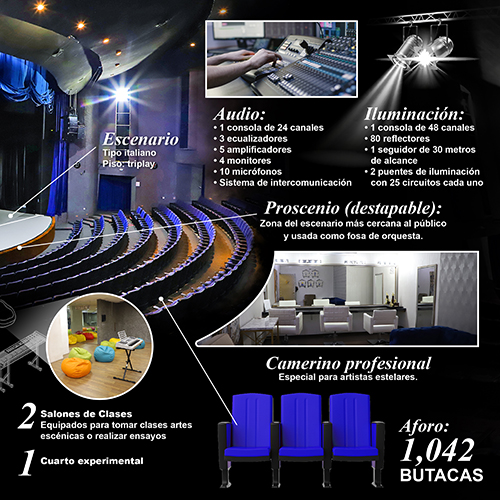 Escenario
Tipo italiano
Piso: triplay
Audio:
• 1 consola de 24 canales
• 3 ecualizadores
• 5 amplificadores
• 4 monitores
• 10 micrófonos
• Sistema de intercomunicación
Iluminación:
• 1 consola de 48 canales
• 80 reflectores
• 1 seguidor de 30 metros
de alcance
• 2 puentes de iluminación
con 25 circuitos cada uno
Proscenio (destapable):
Zona del escenario más cercana al público
y usada como fosa de orquesta.
Camerino profesional
Especial para artistas estelares.
2 Salones de Clases
Equipados para tomar clases artes
escénicas o realizar ensayos
1 Cuarto experimental
Aforo:
1,042
BUTACAS